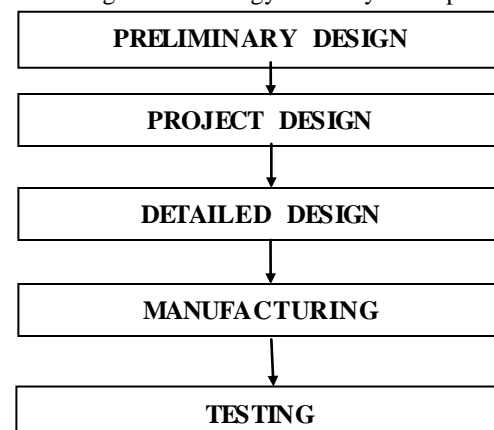 PRELIMINARY DESIGN
PROJECT DESIGN
DETAILED DESIGN
MANUFACTURING
TESTING